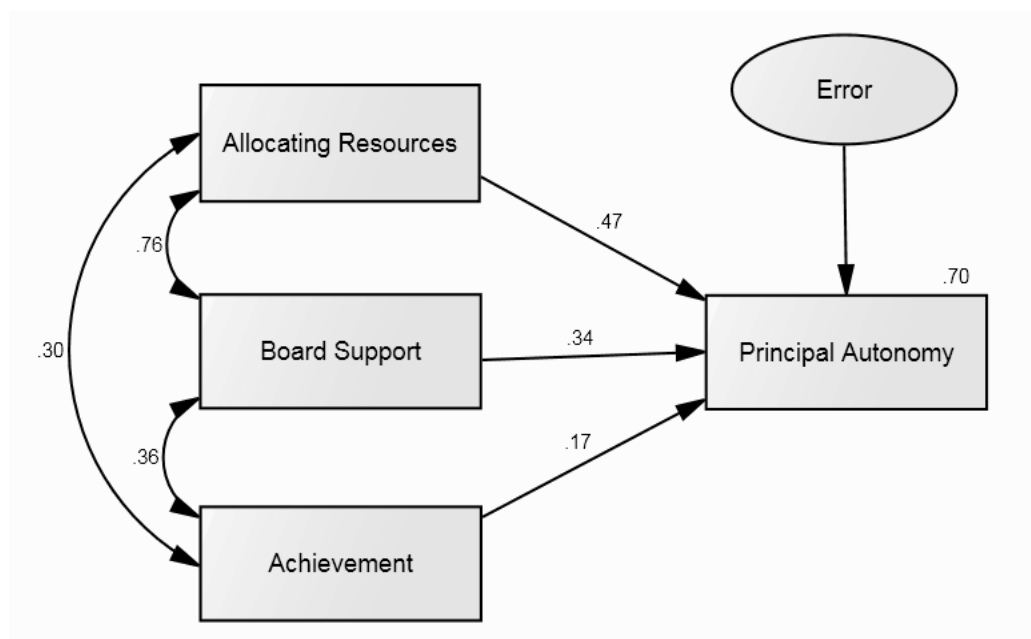 Error
Allocating Resources
.47
.76
.70
.30
Board Support
.34
Principal Autonomy
.36
.17
Achievement